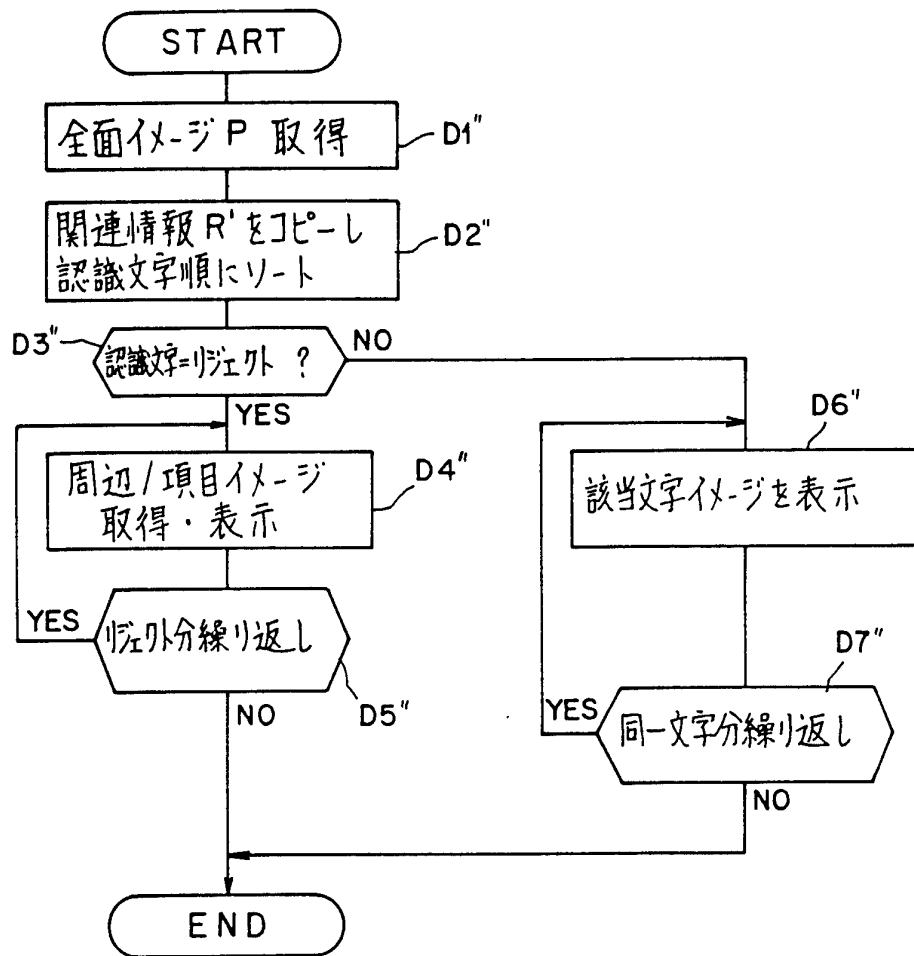 START
全面イメージP 取得
D1"
関連情報R'をコピーし
認識文字順にソート
D2"
D3"
認識文字=リジェクト ?
NO
YES
周辺/項目イメージ
取得・表示
D4"
YES
リジェクト分繰り返し
D5"
NO
D6"
該当文字イメージを表示
D7"
YES
同一文字分繰り返し
NO
END